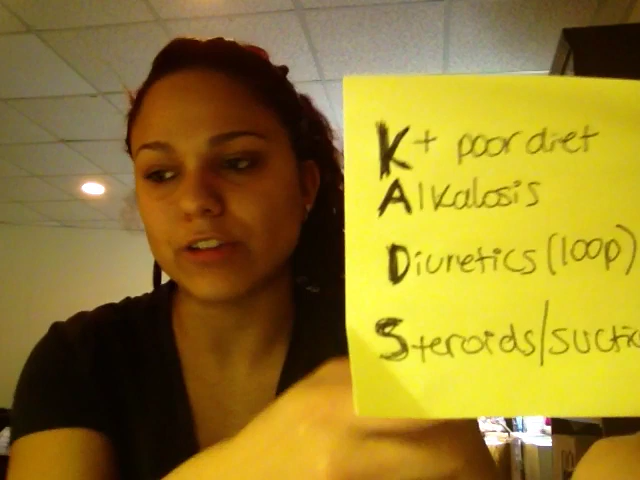 K+ poor diet
Alkalosis
Diuretics (loop)
Steroids/suctio